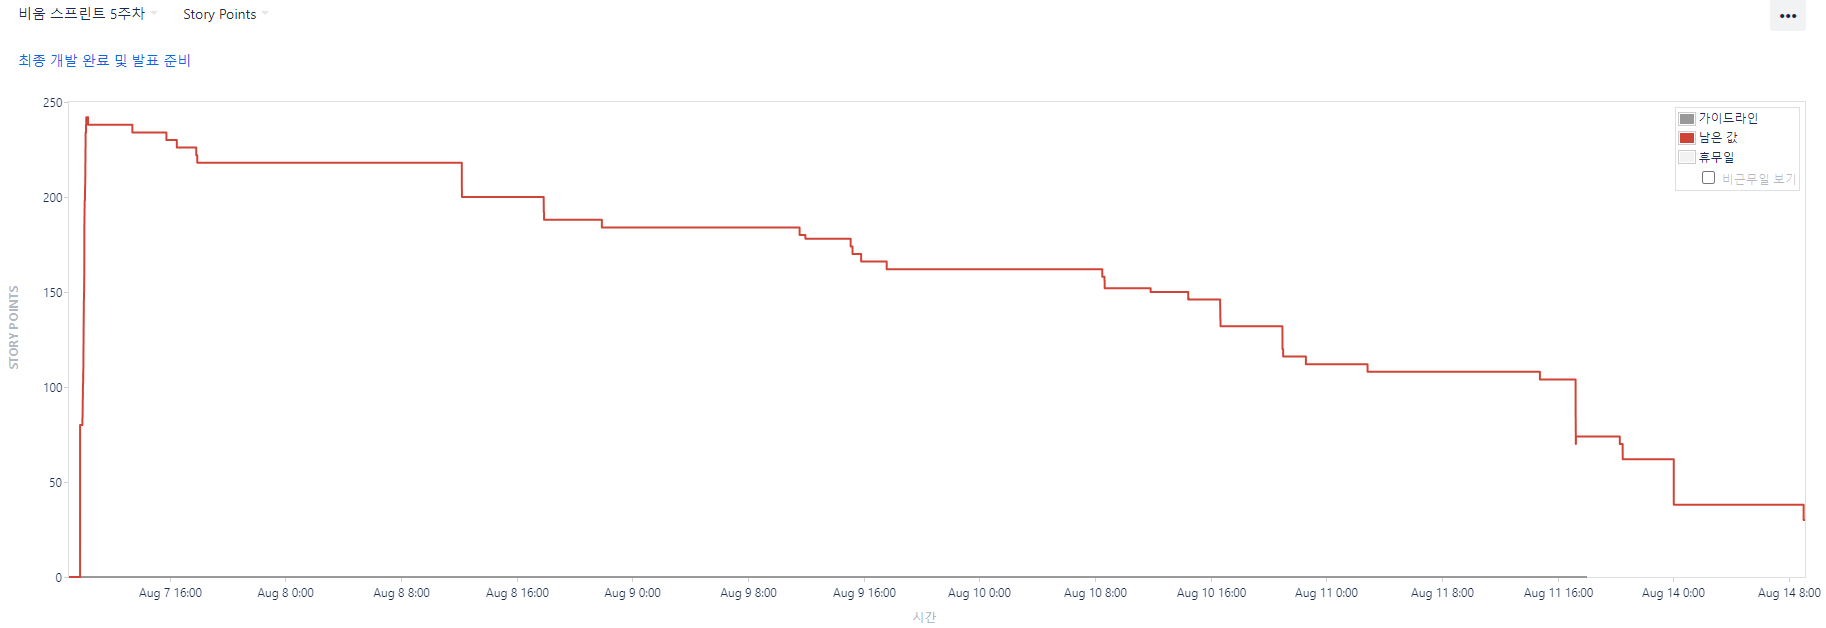 비움 스프린트 5주차 Story Points
최종 개발 완료 및 발표 준비
250
200
150
100
50
0
STORY POINTS
가이드라인
남은 값
휴무일
비근무일 보기
Aug 7 16:00 Aug 8 0:00 Aug 8 8:00 Aug 8 16:00 Aug 9 0:00 Aug 9 8:00 Aug 9 16:00 Aug 10 0:00 Aug 10 8:00 Aug 10 16:00 Aug 11 0:00 Aug 11 8:00 Aug 11 16:00 Aug 14 0:00 Aug 14 8:00
시간